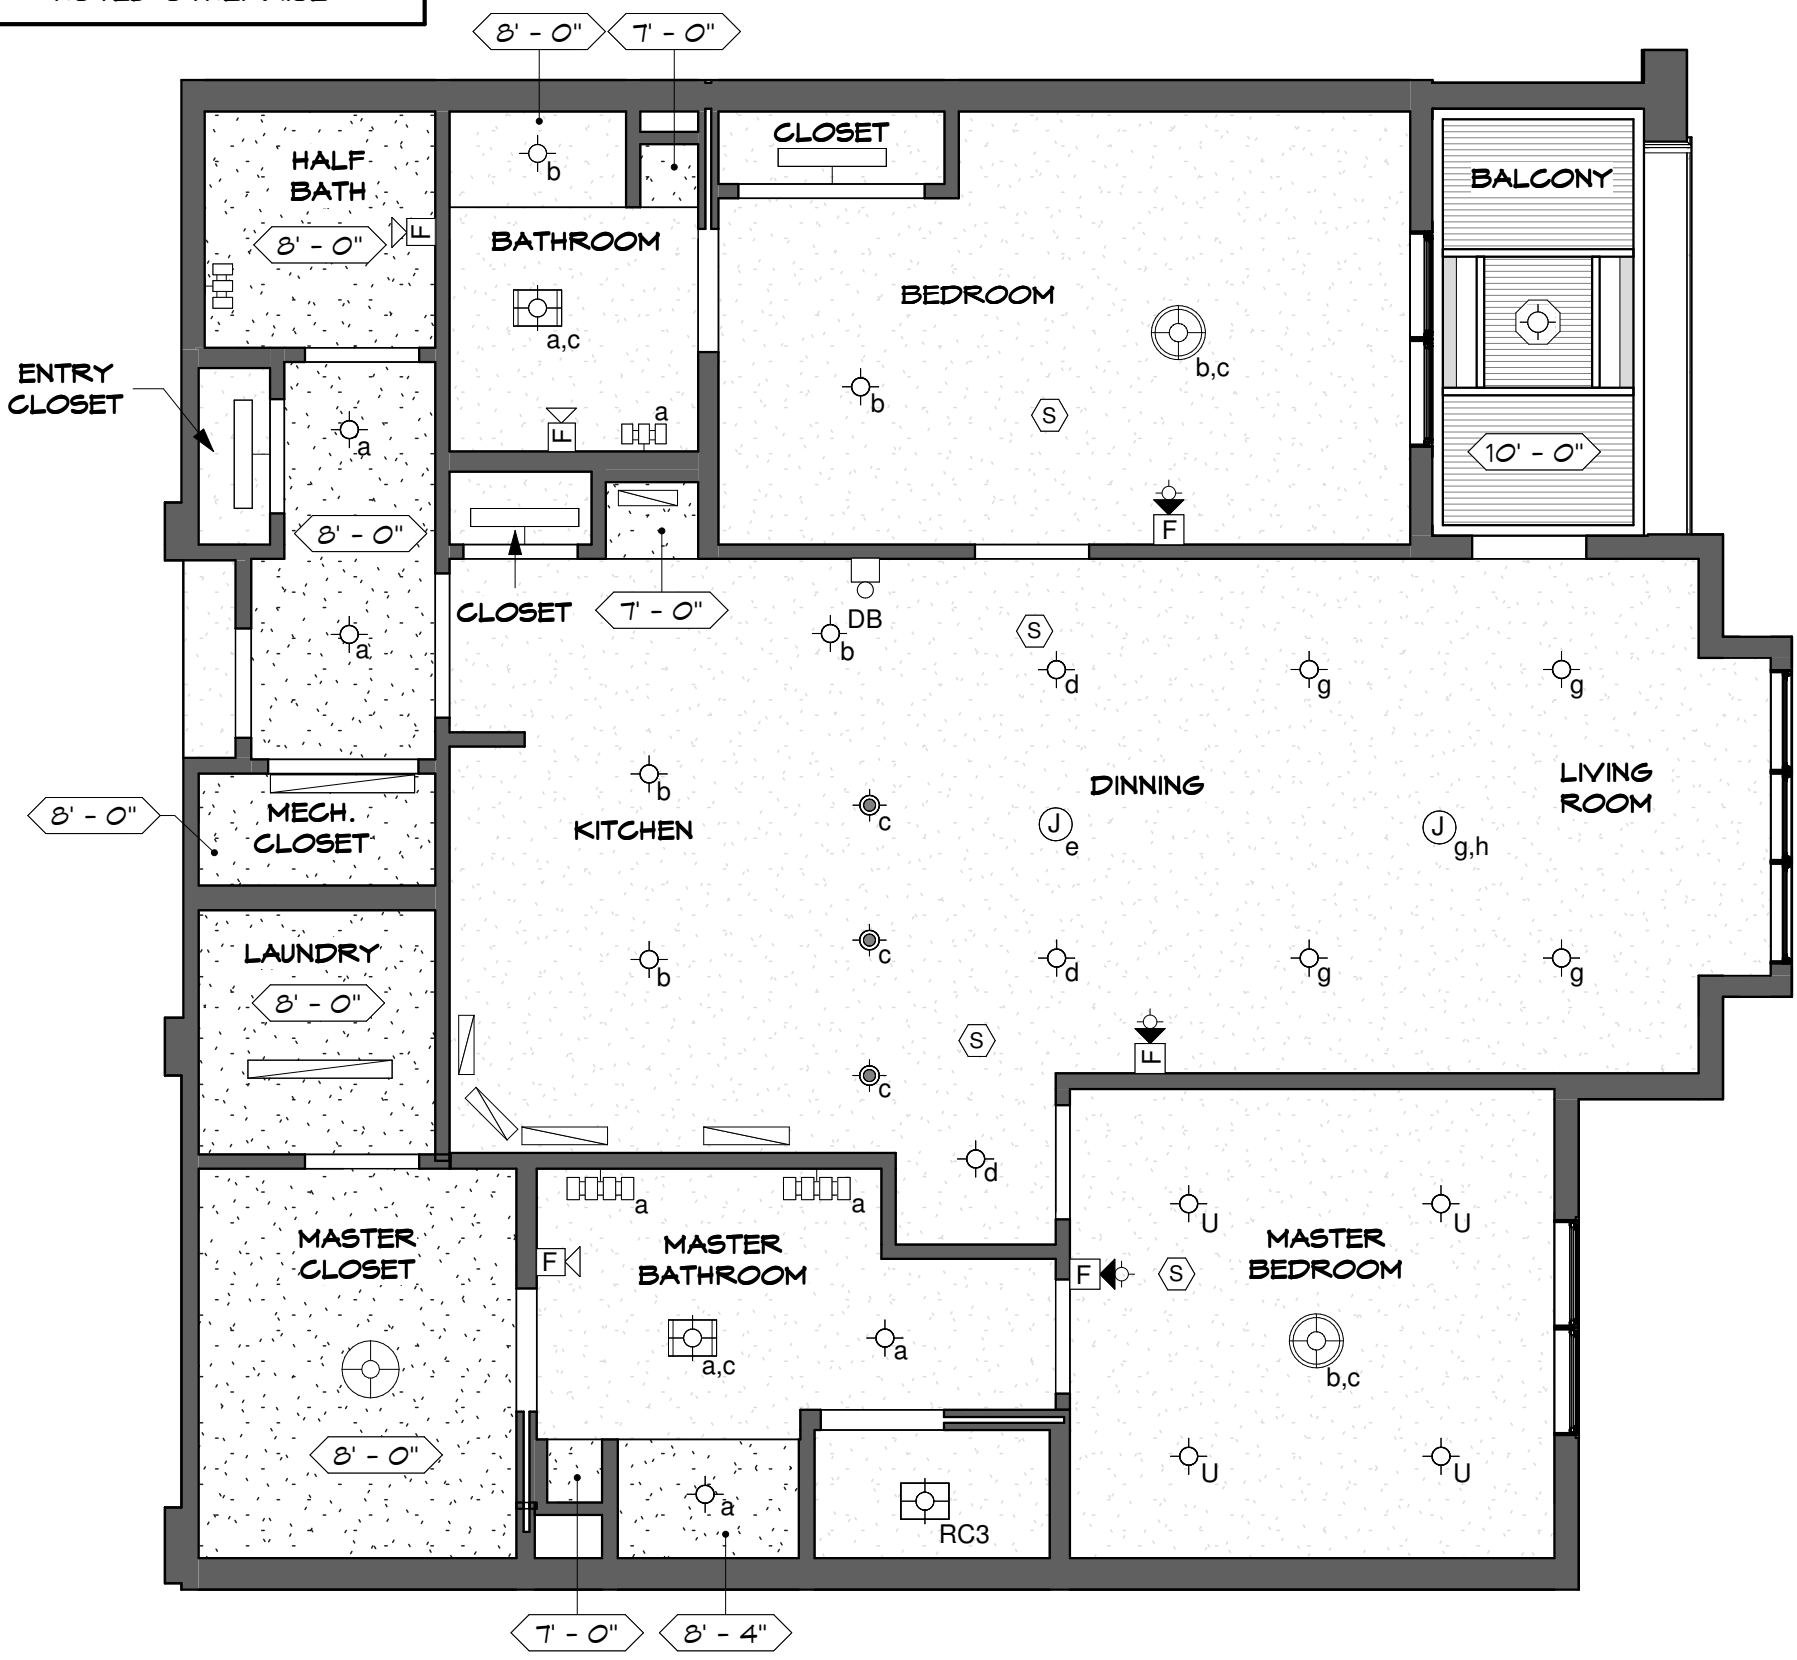 8' - 0" 7' - 0"
CLOSET
b
HALF
BATH
8' - 0"
F
BATHROOM
BALCONY
BEDROOM
a,c
b,c
b
S
ENTRY
CLOSET
a
a
F
10' - 0"
8' - 0"
F
CLOSET
7' - 0"
DB
b
S
a
d
g
g
b
DINNING
LIVING
ROOM
8' - 0"
MECH.
CLOSET
KITCHEN
c
J
e
J
g,h
LAUNDRY
8' - 0"
b
c
d
g
g
S
F
c
d
a
a
U
U
MASTER
CLOSET
F
MASTER
BATHROOM
F
S
MASTER
BEDROOM
a,c
a
b,c
8' - 0"
a
U
U
RC3
7' - 0"
8' - 4"